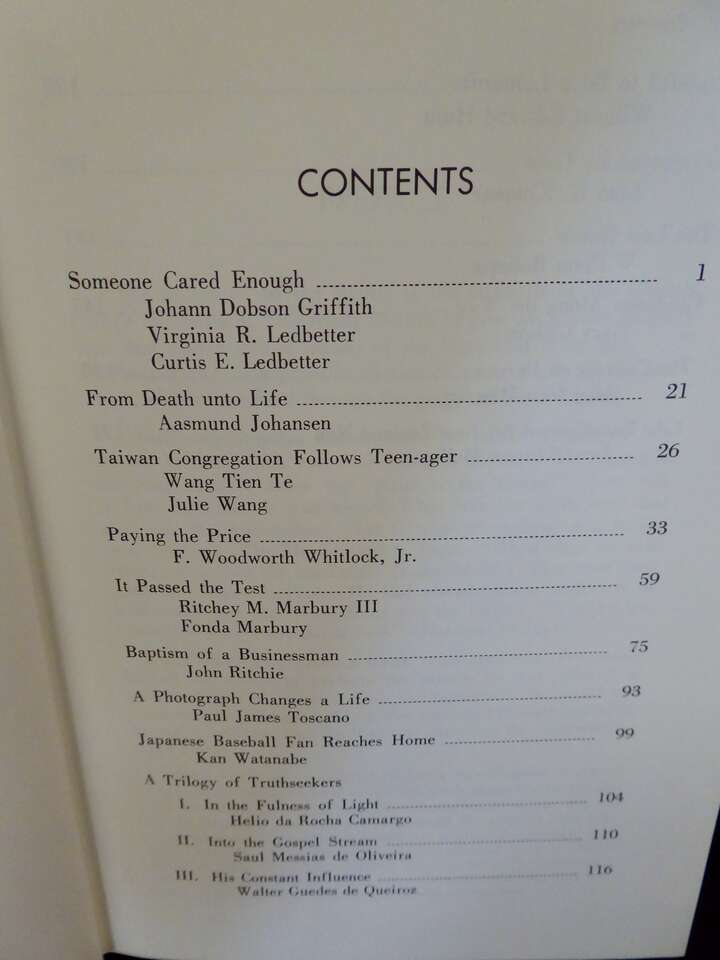 CONTENTS
Someone Cared Enough 1
Johann Dobson Griffith
Virginia R. Ledbetter
Curtis E. Ledbetter
From Death unto Life 21
Aasmund Johansen
Taiwan Congregation Follows Teen-ager 26
Wang Tien Te
Julie Wang
Paying the Price 33
F. Woodworth Whitlock, Jr.
It Passed the Test 59
Ritchey M. Marbury III
Fonda Marbury
Baptism of a Businessman 75
John Ritchie
A Photograph Changes a Life 93
Paul James Toscano
Japanese Baseball Fan Reaches Home 99
Kan Watanabe
A Trilogy of Truthseekers
I. In the Fulness of Light 104
Helio da Rocha Camargo
II. Into the Gospel Stream 110
Saul Messias de Oliveira
III. His Constant Influence 116
Walter Guedes de Queiroz